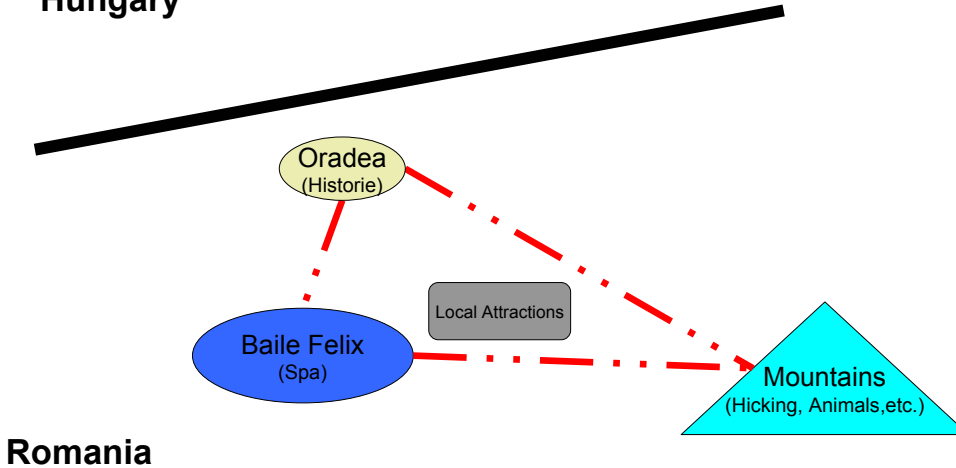 Hungary
Oradea
(Historie)
Local Attractions
Baile Felix
(Spa)
Mountains
(Hicking, Animals,etc.)
Romania